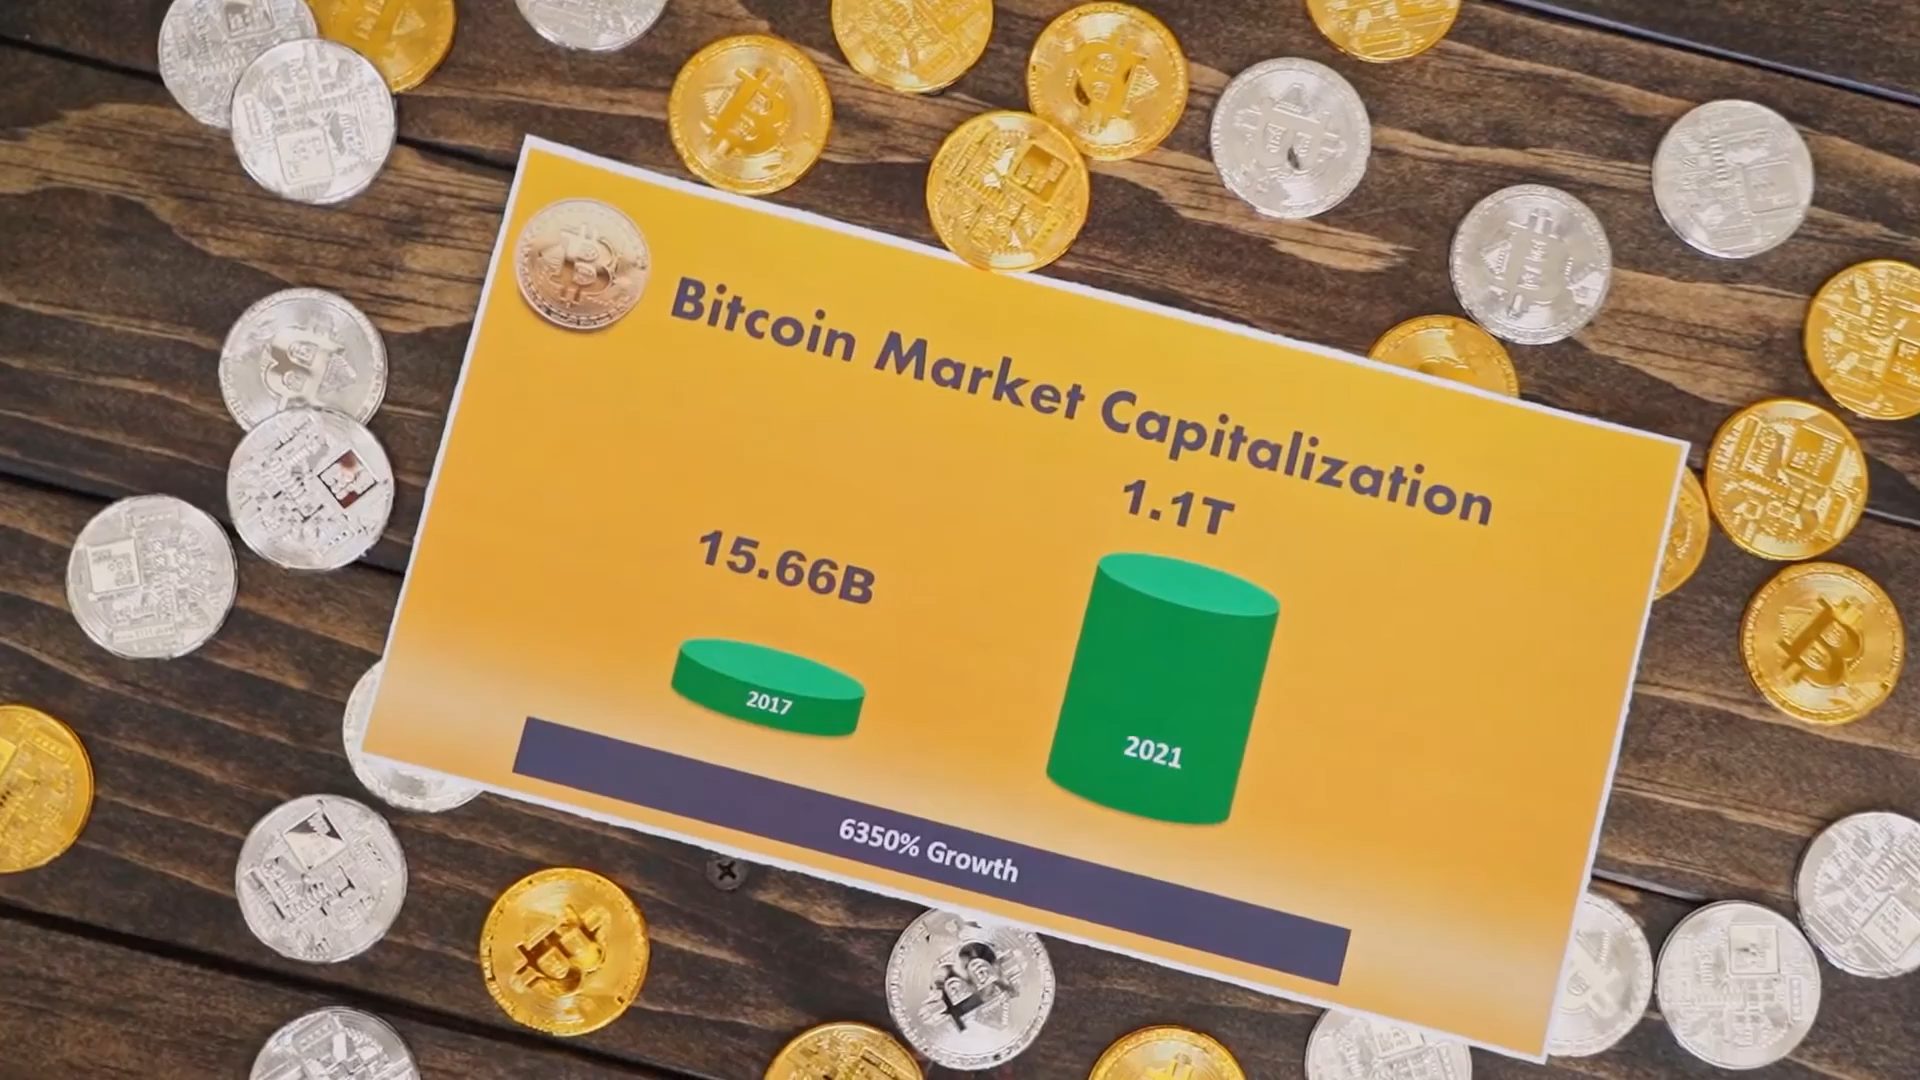 Bitcoin Market Capitalization
1.1T
15.66B
2017
2021
6350% Growth